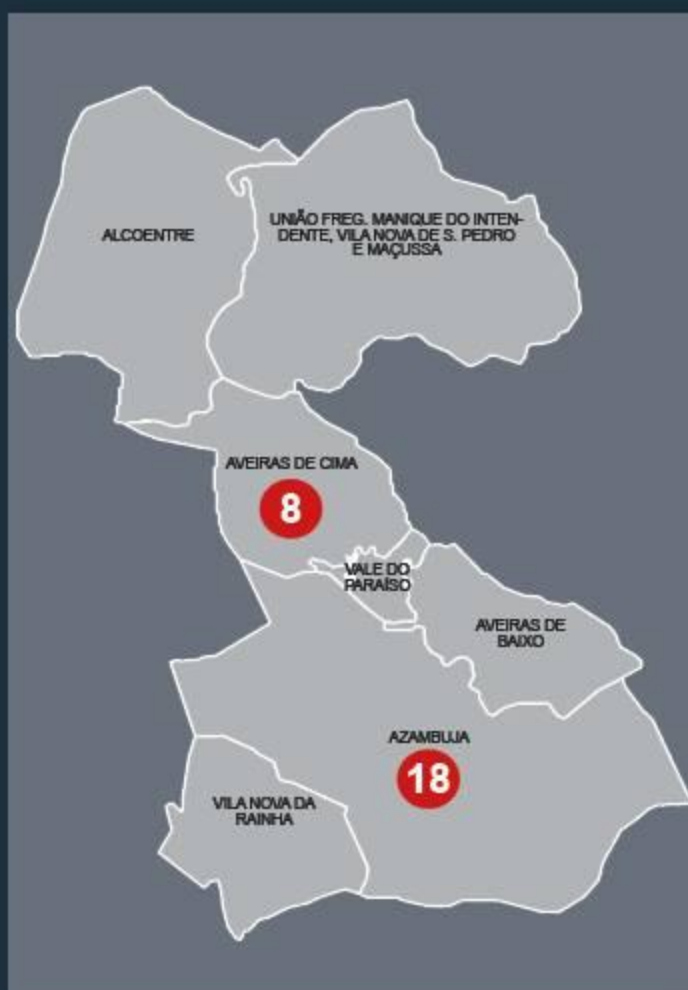 ALCOENTRE
UNIÃO FREG. MANIQUE DO INTEN-
DENTE, VILA NOVA DE S. PEDRO
E MAÇUSSA
AVEIRAS DE CIMA
8
VALE DO
PARAÍSO
AVEIRAS DE
BAIXO
AZAMBUJA
18
VILA NOVA DA
RAINHA